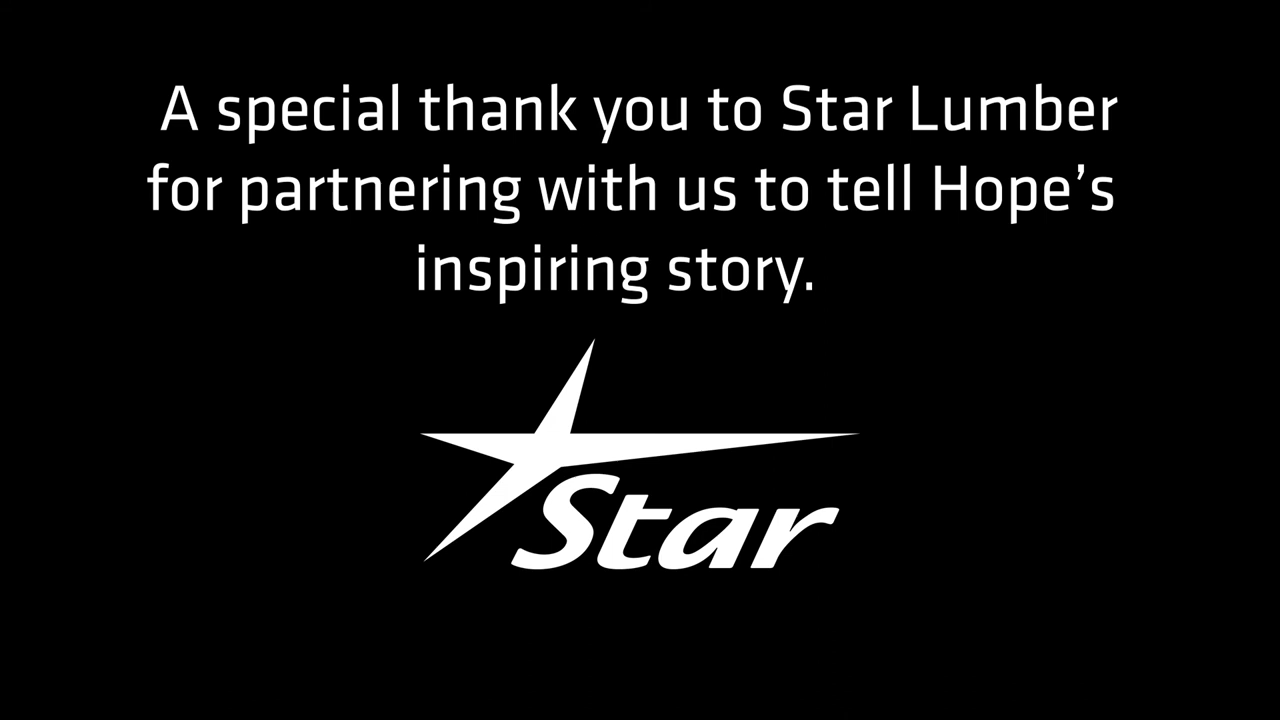 A special thank you to Star Lumber
for partnering with us to tell Hope’s
inspiring story.
Star